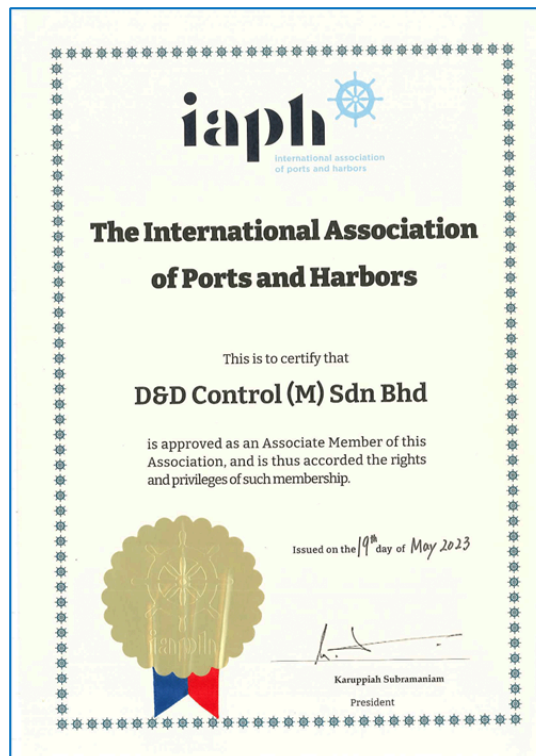 iaph
international association
of ports and harbors
The International Association
of Ports and Harbors
This is to certify that
D&D Control (M) Sdn Bhd
is approved as an Associate Member of this
Association, and is thus accorded the rights
and privileges of such membership.
Issued on the 19th day of May 2023
Karuppiah Subramaniam
President